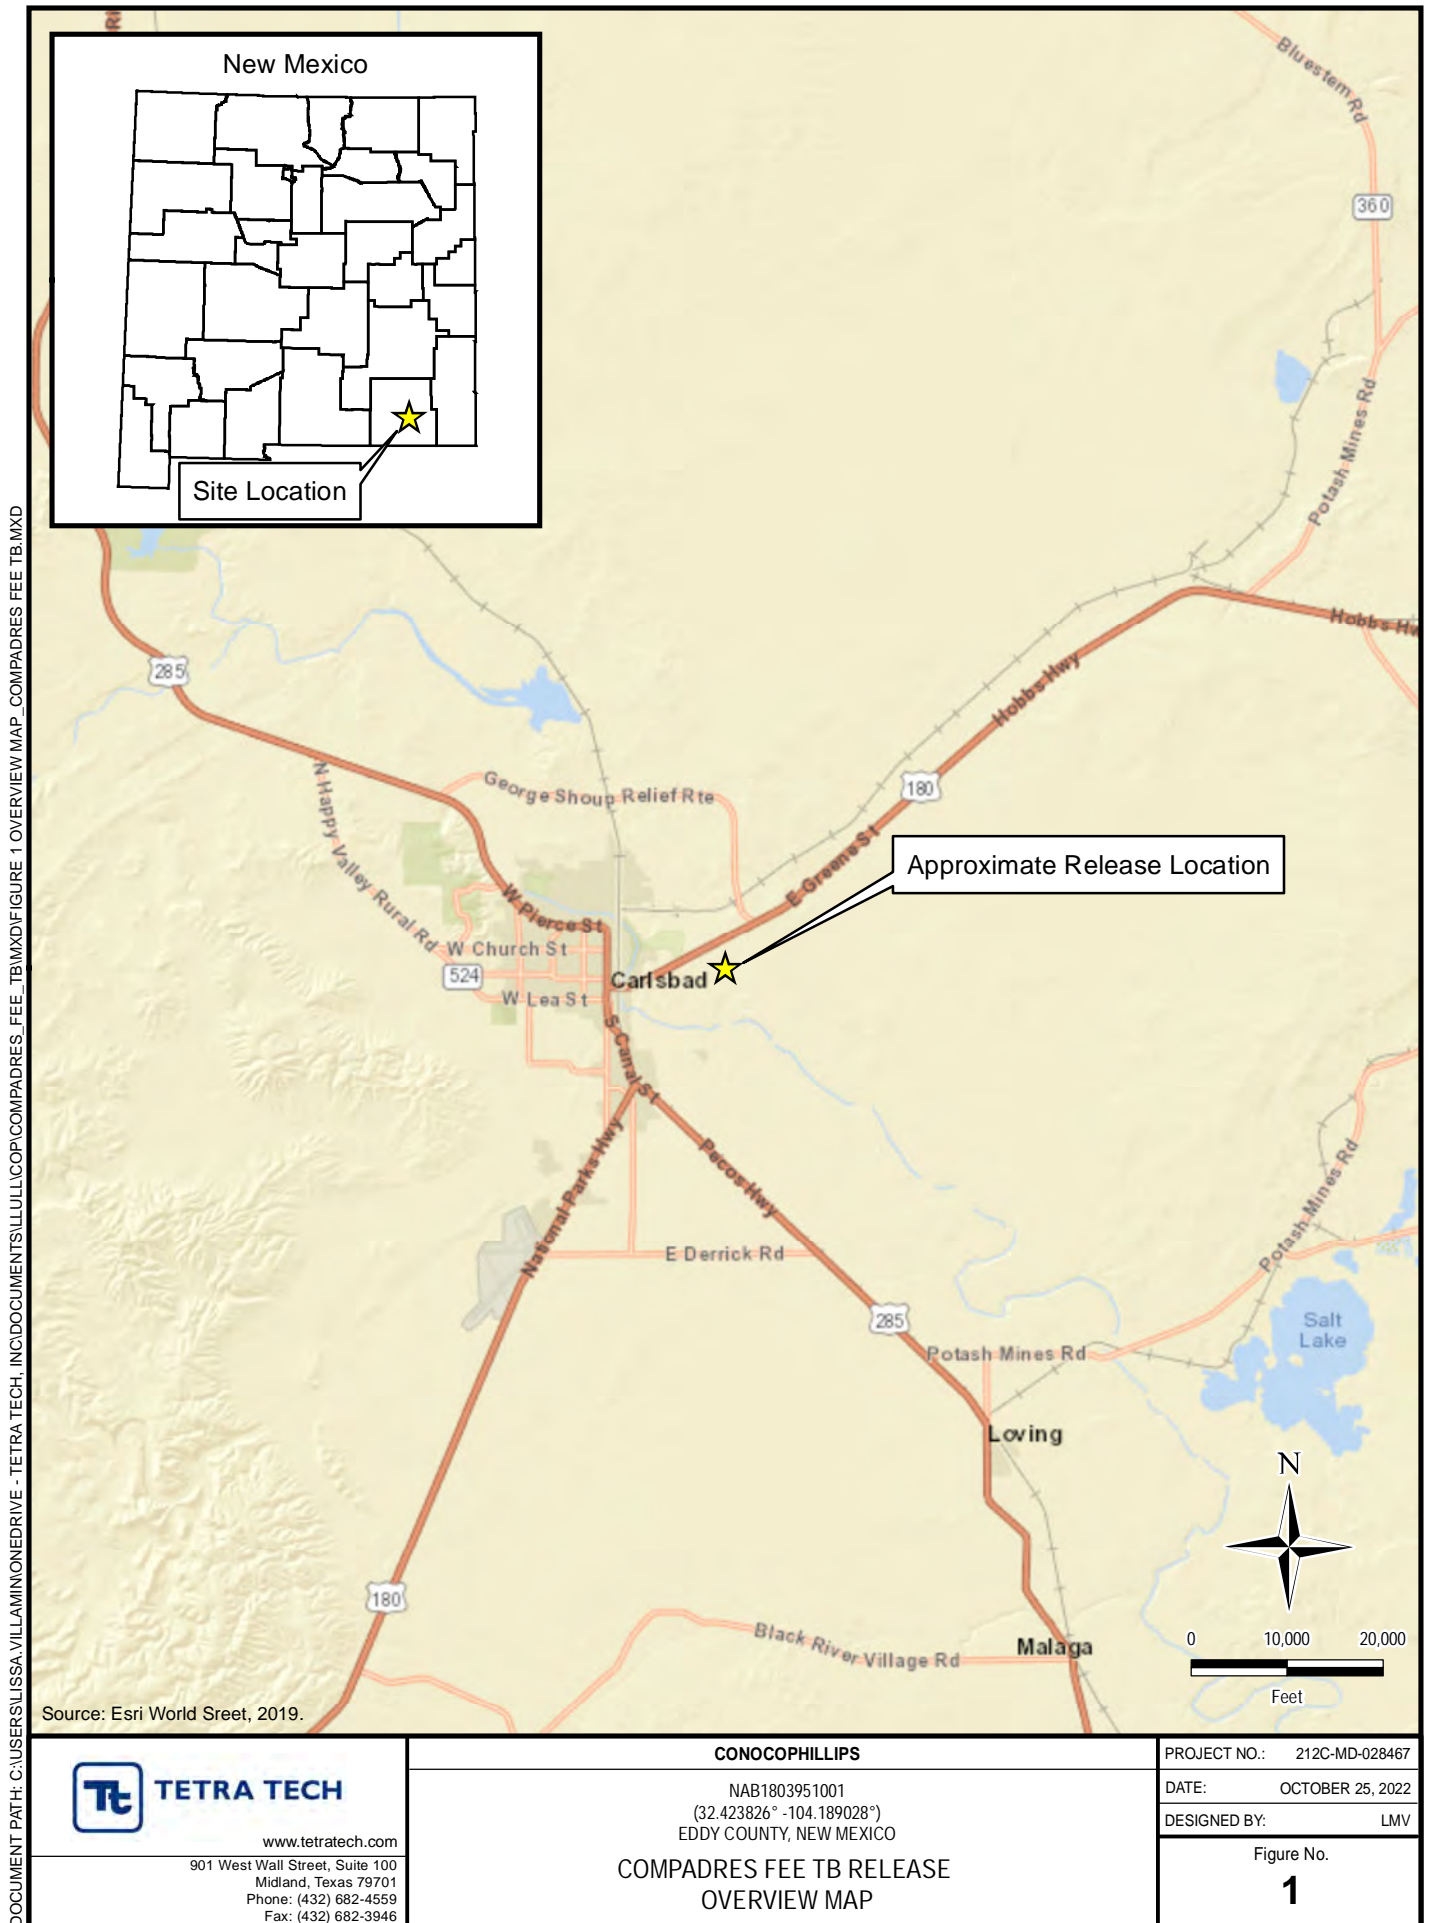 New Mexico
Site Location
Ri
Bluestem Rd
360
Potash Mines Rd
Hobbs Hw
Hobbs Hwy
180
285
George Shoup Relief Rte
N Happy Valley Rural Rd
E Greene St
Approximate Release Location
W Pierce St
W Church St
524
Carlsbad
W Lea St
S Canal St
National Parks Hwy
Pecos Hwy
E Derrick Rd
Potash Mines Rd
285
Salt
Lake
Potash Mines Rd
Loving
N
180
Black River Village Rd
Malaga
0 10,000 20,000
Feet
Source: Esri World Sreet, 2019.
DOCUMENT PATH: C:\USERS\LISSA.VILLAMIN\ONEDRIVE - TETRA TECH, INC\DOCUMENTS\LLULL\COP\COMPADRES_FEE_TB\MXD\FIGURE 1 OVERVIEW MAP_COMPADRES FEE TB.MXD
Tt TETRA TECH
www.tetratech.com
901 West Wall Street, Suite 100
Midland, Texas 79701
Phone: (432) 682-4559
Fax: (432) 682-3946
CONOCOPHILLIPS
NAB1803951001
(32.423826° -104.189028°)
EDDY COUNTY, NEW MEXICO
COMPADRES FEE TB RELEASE
OVERVIEW MAP
PROJECT NO.: 212C-MD-028467
DATE: OCTOBER 25, 2022
DESIGNED BY: LMV
Figure No.
1